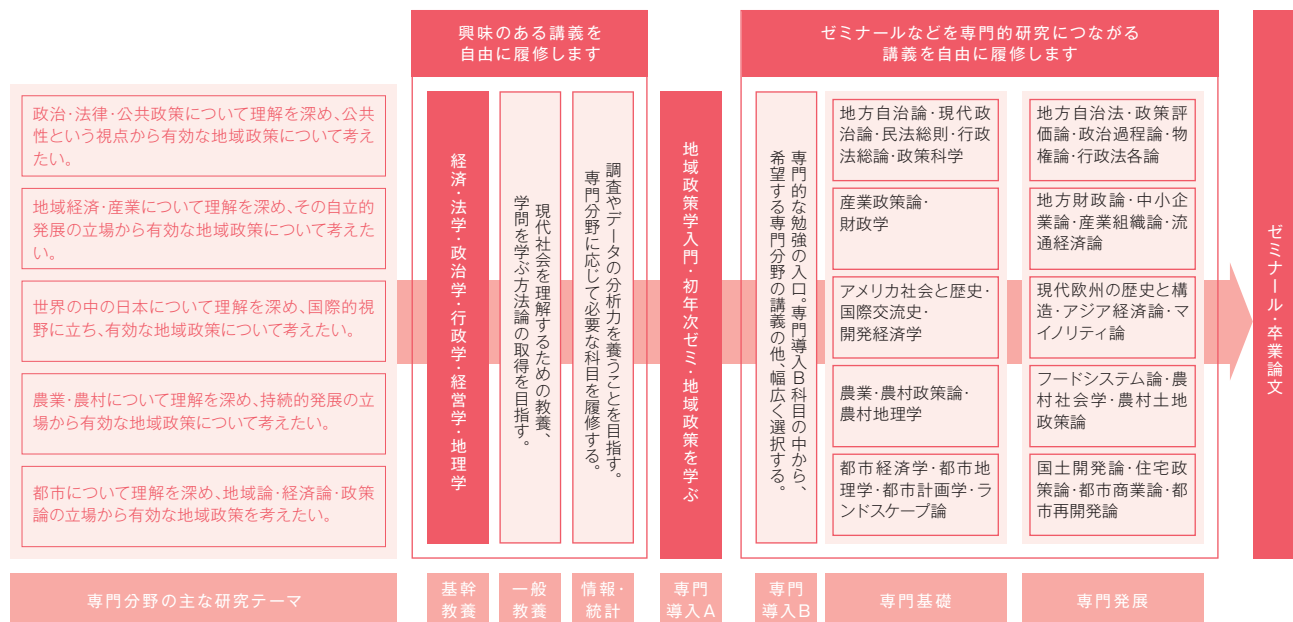 興味のある講義を
自由に履修します
ゼミナールなどを専門的研究につながる
講義を自由に履修します
政治・法律・公共政策について理解を深め、公共
性という視点から有効な地域政策について考え
たい。
地域経済・産業について理解を深め、その自立的
発展の立場から有効な地域政策について考えた
い。
世界の中の日本について理解を深め、国際的視
野に立ち、有効な地域政策について考えたい。
農業・農村について理解を深め、持続的発展の立
場から有効な地域政策について考えたい。
都市について理解を深め、地域論・経済論・政策
論の立場から有効な地域政策を考えたい。
経済・法学・政治学・行政学・経営学・地理学
現代社会を理解するための教養、
学問を学ぶ方法論の取得を目指す。
調査やデータの分析力を養うことを目指す。
専門分野に応じて必要な科目を履修する。
地域政策学入門・初年次ゼミ・地域政策を学ぶ
専門的な勉強の入口。専門導入B科目の中から、
希望する専門分野の講義の他、幅広く選択する。
地方自治論・現代政
治論・民法総則・行政
法総論・政策科学
産業政策論・
財政学
アメリカ社会と歴史・
国際交流史・
開発経済学
農業・農村政策論・
農村地理学
都市経済学・都市地
理学・都市計画学・ラ
ンドスケープ論
地方自治法・政策評
価論・政治過程論・物
権論・行政法各論
地方財政論・中小企
業論・産業組織論・流
通経済論
現代欧州の歴史と構
造・アジア経済論・マ
イノリティ論
フードシステム論・農
村社会学・農村土地
政策論
国土開発論・住宅政
策論・都市商業論・都
市再開発論
ゼミナール・卒業論文
専門分野の主な研究テーマ
基幹
教養
一般
教養
情報・
統計
専門
導入A
専門
導入B
専門基礎
専門発展